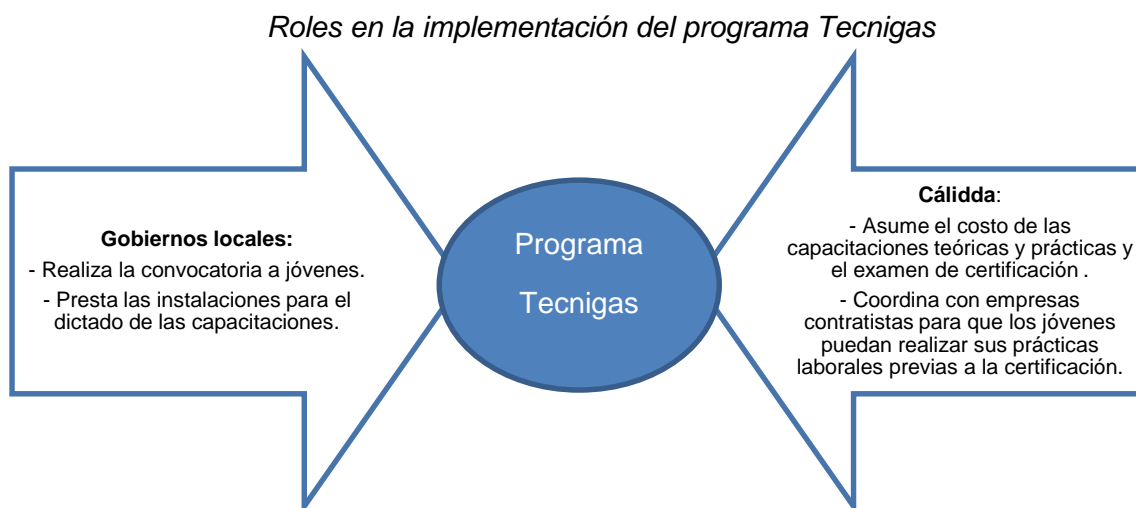 Roles en la implementación del programa Tecnigas
Gobiernos locales:
- Realiza la convocatoria a jóvenes.
- Presta las instalaciones para el
dictado de las capacitaciones.
Programa
Tecnigas
Cálidda:
- Asume el costo de las
capacitaciones teóricas y prácticas y
el examen de certificación .
- Coordina con empresas
contratistas para que los jóvenes
puedan realizar sus prácticas
laborales previas a la certificación.